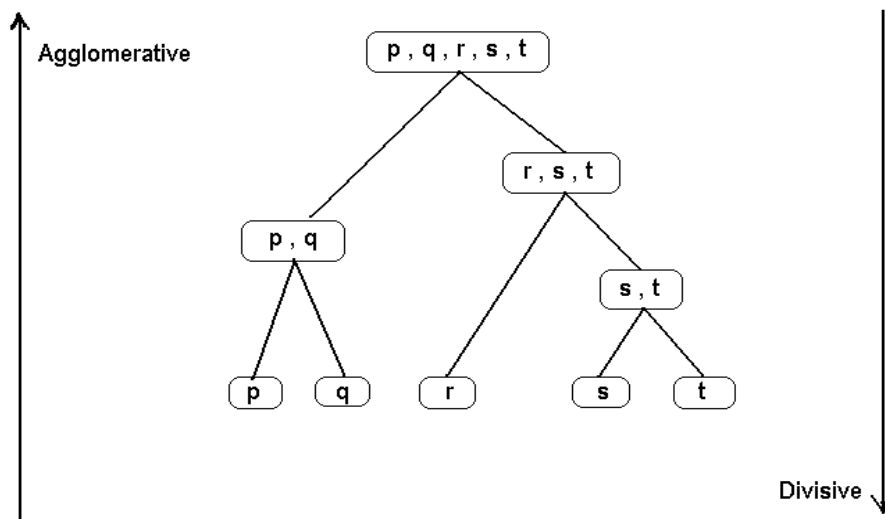 Agglomerative
p , q , r , s , t
r , s , t
p , q
s , t
p
q
r
s
t
Divisive